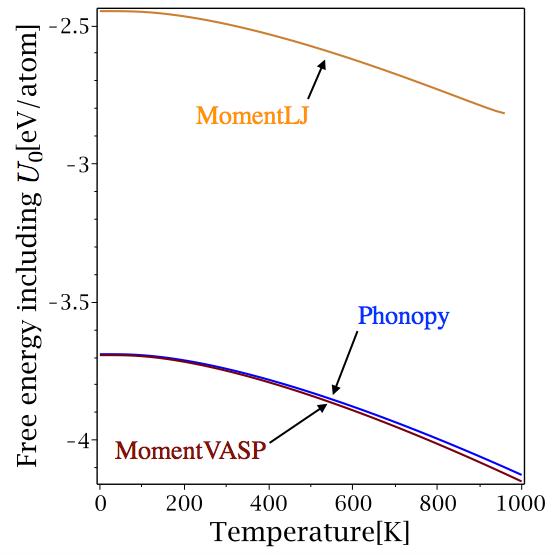 Free energy including U0[eV/atom]
-2.5
-3
-3.5
-4
MomentLJ
Phonopy
MomentVASP
0 200 400 600 800 1000
Temperature[K]